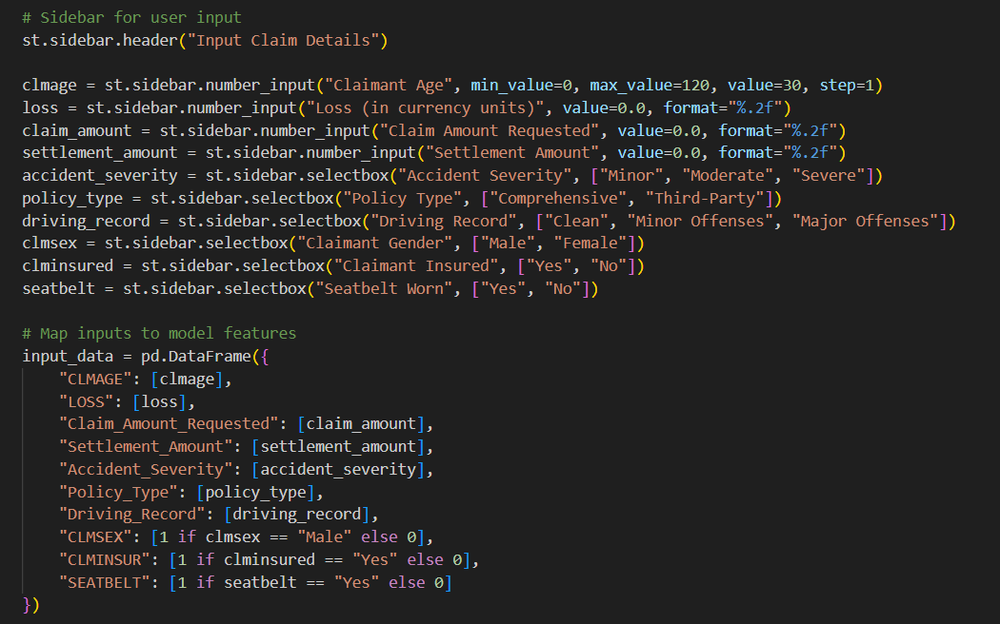 # Sidebar for user input
st.sidebar.header("Input Claim Details")
clmage = st.sidebar.number_input("Claimant Age", min_value=0, max_value=120, value=30, step=1)
loss = st.sidebar.number_input("Loss (in currency units)", value=0.0, format="%.2f")
claim_amount = st.sidebar.number_input("Claim Amount Requested", value=0.0, format="%.2f")
settlement_amount = st.sidebar.number_input("Settlement Amount", value=0.0, format="%.2f")
accident_severity = st.sidebar.selectbox("Accident Severity", ["Minor", "Moderate", "Severe"])
policy_type = st.sidebar.selectbox("Policy Type", ["Comprehensive", "Third-Party"])
driving_record = st.sidebar.selectbox("Driving Record", ["Clean", "Minor Offenses", "Major Offenses"])
clmsex = st.sidebar.selectbox("Claimant Gender", ["Male", "Female"])
clminsured = st.sidebar.selectbox("Claimant Insured", ["Yes", "No"])
seatbelt = st.sidebar.selectbox("Seatbelt Worn", ["Yes", "No"])
# Map inputs to model features
input_data = pd.DataFrame({
    "CLMAGE": [clmage],
    "LOSS": [loss],
    "Claim_Amount_Requested": [claim_amount],
    "Settlement_Amount": [settlement_amount],
    "Accident_Severity": [accident_severity],
    "Policy_Type": [policy_type],
    "Driving_Record": [driving_record],
    "CLMSEX": [1 if clmsex == "Male" else 0],
    "CLMINSUR": [1 if clminsured == "Yes" else 0],
    "SEATBELT": [1 if seatbelt == "Yes" else 0]
})